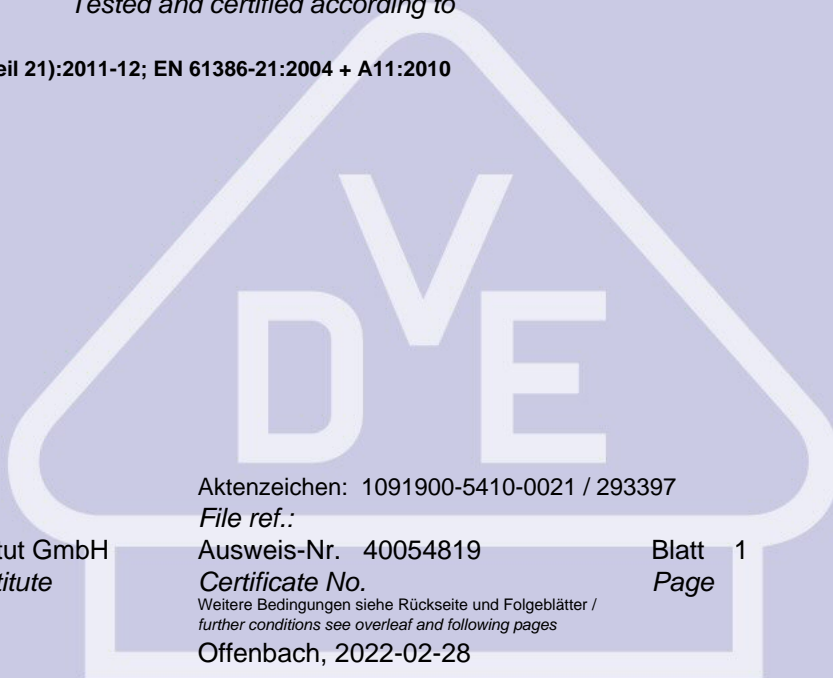 Tested and certified according to
eil 21):2011-12; EN 61386-21:2004 + A11:2010
VDE
Aktenzeichen: 1091900-5410-0021 / 293397
File ref.:
tut GmbH Ausweis-Nr. 40054819 Blatt 1
titute Certificate No. Page
Weitere Bedingungen siehe Rückseite und Folgeblätter /
further conditions see overleaf and following pages
Offenbach, 2022-02-28